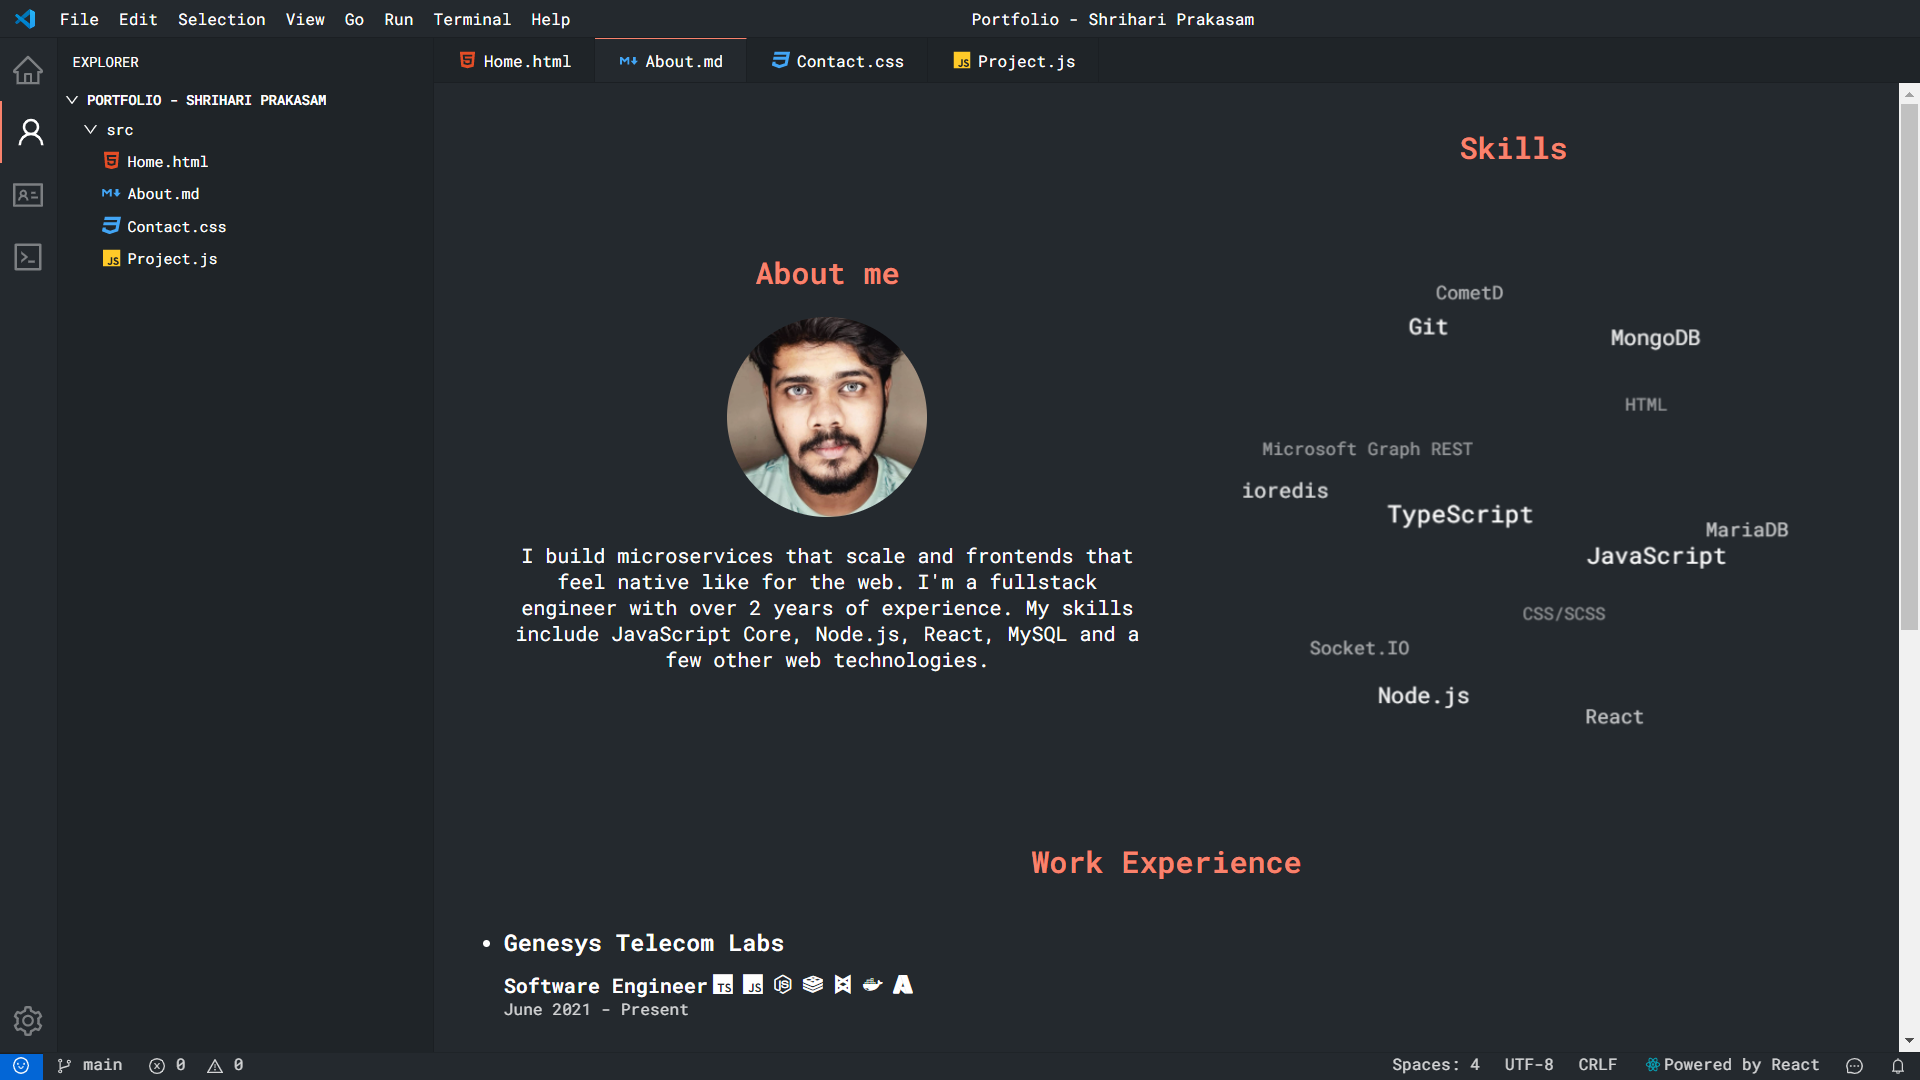 File Edit Selection View Go Run Terminal Help
Portfolio - Shrihari Prakasam
EXPLORER
PORTFOLIO - SHRIHARI PRAKASAM
src
Home.html
About.md
Contact.css
JS Project.js
Home.html
About.md
Contact.css
JS Project.js
About me
I build microservices that scale and frontends that
feel native like for the web. I'm a fullstack
engineer with over 2 years of experience. My skills
include JavaScript Core, Node.js, React, MySQL and a
few other web technologies.
Skills
CometD
Git
MongoDB
HTML
Microsoft Graph REST
ioredis
TypeScript
MariaDB
JavaScript
CSS/SCSS
Socket.IO
Node.js
React
Work Experience
• Genesys Telecom Labs
Software Engineer TS JS JS
June 2021 - Present
main 0 0
Spaces: 4 UTF-8 CRLF Powered by React